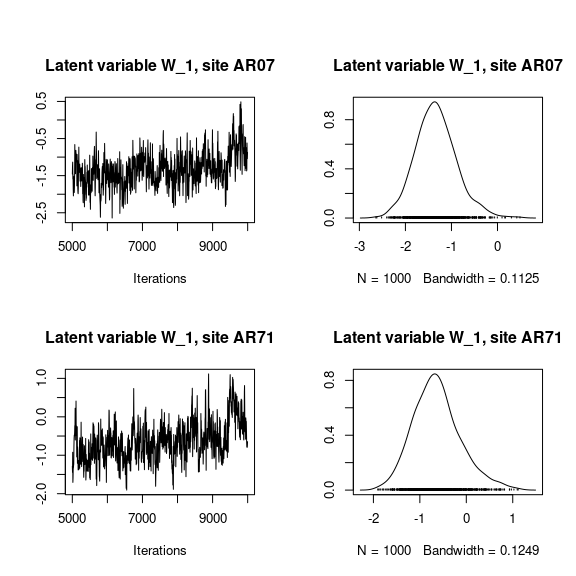 Latent variable W_1, site AR07
0.5
-0.5
-1.5
-2.5
5000 7000 9000
Iterations
Latent variable W_1, site AR07
0.8
0.4
0.0
-3 -2 -1 0
N = 1000 Bandwidth = 0.1125
Latent variable W_1, site AR71
1.0
0.0
-1.0
-2.0
5000 7000 9000
Iterations
Latent variable W_1, site AR71
0.8
0.4
0.0
-2 -1 0 1
N = 1000 Bandwidth = 0.1249